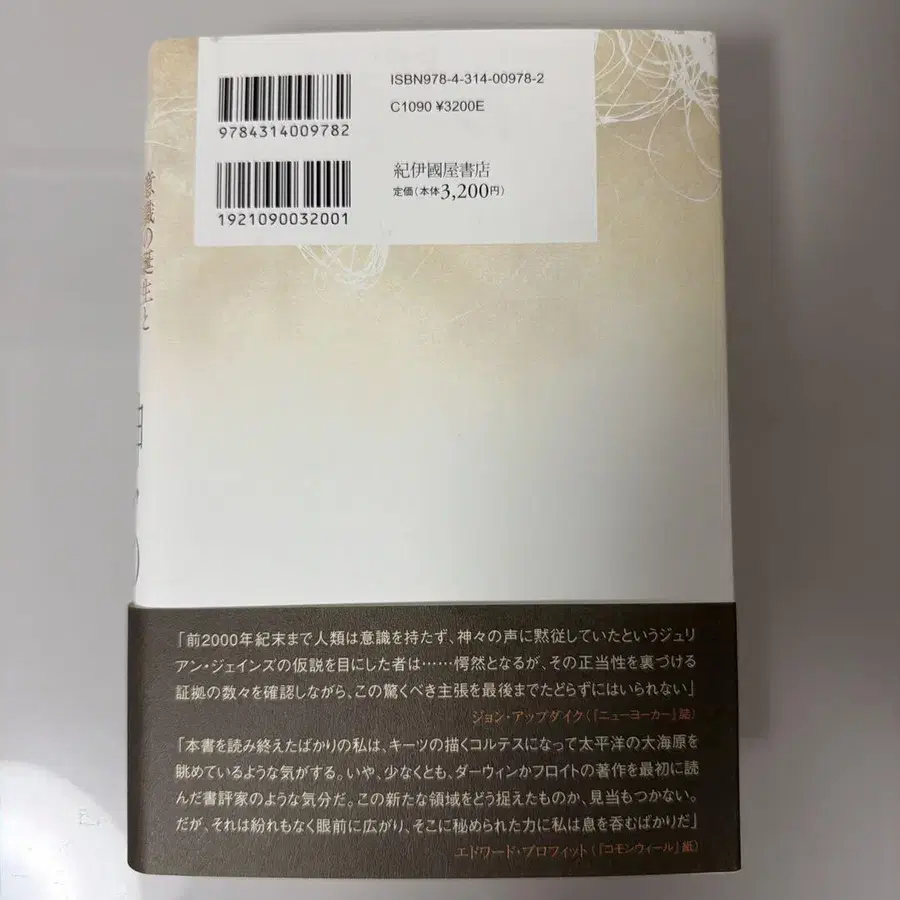 ISBN978-4-314-00978-2
C1090 ¥3200E
9784314009782
紀伊國屋書店
定価(本体3,200円)
1921090032001
意識の誕生と
「前2000年紀末まで人類は意識を持たず、神々の声に黙従していたというジュリ
アン・ジェインズの仮説を目にした者は……愕然となるが、その正当性を裏づける
証拠の数々を確認しながら、この驚くべき主張を最後までたどらずにはいられない」
ジョン・アップダイク(『ニューヨーカー』誌)
「本書を読み終えたばかりの私は、キーツの描くコルテスになって太平洋の大海原を
眺めているような気がする。いや、少なくとも、ダーウィンかフロイトの著作を最初に読
んだ書評家のような気分だ。この新たな領域をどう捉えたものか、見当もつかない。
だが、それは紛れもなく眼前に広がり、そこに秘められた力に私は息を呑むばかりだ」
エドワード・プロフィット(『コモンウィール』紙)